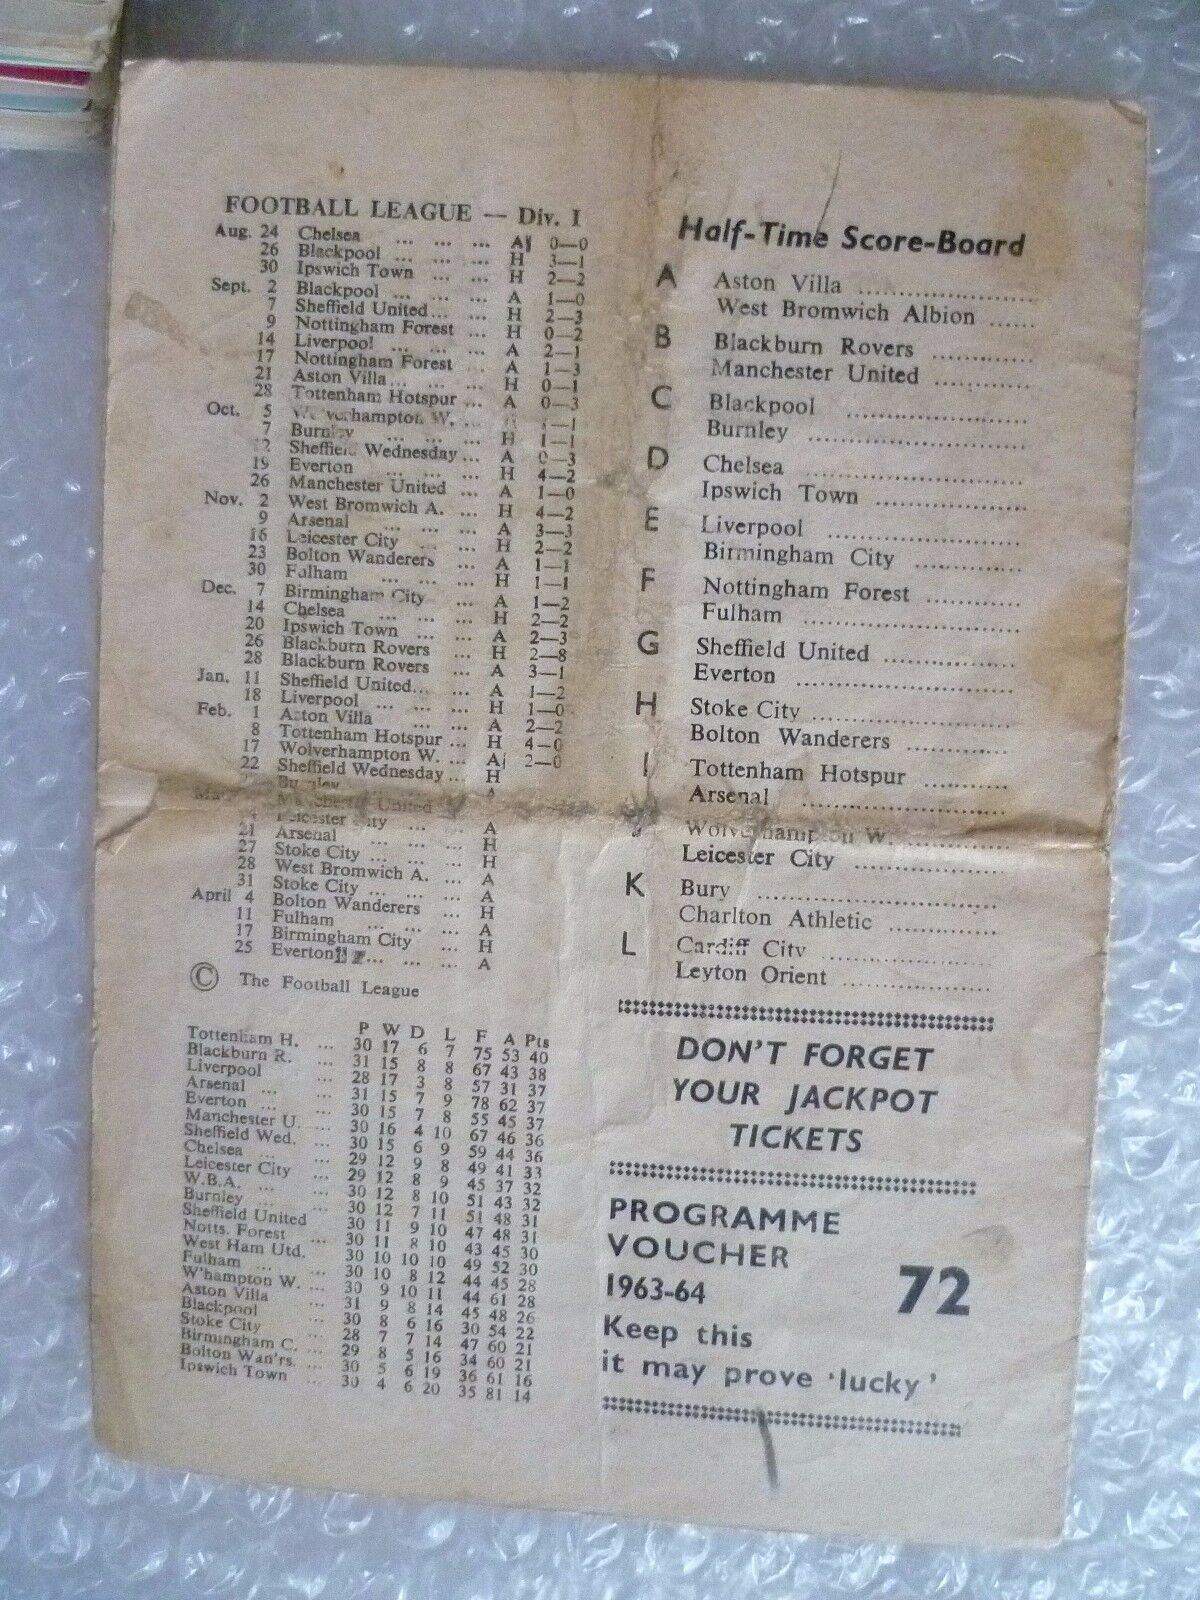 FOOTBALL LEAGUE — Div. I
Aug. 24 Chelsea ... ... ... A 0—0
26 Blackpool ... ... ... H 3—1
30 Ipswich Town ... ... H 2—2
Sept. 2 Blackpool ... ... ... A 1—0
7 Sheffield United ... ... H 2—3
9 Nottingham Forest ... H 0—2
14 Liverpool ... ... ... A 2—1
17 Nottingham Forest ... A 1—3
21 Aston Villa ... ... ... H 0—1
28 Tottenham Hotspur ... A 0—3
Oct. 5 Wolverhampton W. ... H 1—1
7 Burnley ... ... ... H 1—1
12 Sheffield Wednesday ... A 0—3
19 Everton ... ... ... H 4—2
26 Manchester United ... A 1—0
Nov. 2 West Bromwich A. ... H 4—2
9 Arsenal ... ... ... A 3—3
16 Leicester City ... ... H 2—2
23 Bolton Wanderers ... A 1—1
30 Fulham ... ... ... H 1—1
Dec. 7 Birmingham City ... A 1—2
14 Chelsea ... ... ... H 2—2
20 Ipswich Town ... ... A 2—3
26 Blackburn Rovers ... H 2—8
28 Blackburn Rovers ... A 3—1
Jan. 11 Sheffield United ... ... A 1—2
18 Liverpool ... ... ... H 1—0
Feb. 1 Aston Villa ... ... A 2—2
8 Tottenham Hotspur ... H 4—0
17 Wolverhampton W. ... A 2—0
22 Sheffield Wednesday ... H
Burnley A
Manchester United
Leicester City ... ... A
21 Arsenal ... ... ... H
27 Stoke City ... ... ... H
28 West Bromwich A. ... A
31 Stoke City ... ... ... A
April 4 Bolton Wanderers ... H
11 Fulham ... ... ... A
17 Birmingham City ... H
25 Everton ... ... ... A
© The Football League
P W D L F A Pts
Tottenham H. ... 30 17 6 7 75 53 40
Blackburn R. ... 31 15 8 8 67 43 38
Liverpool ... 28 17 3 8 57 31 37
Arsenal ... ... 31 15 7 9 78 62 37
Everton ... ... 30 15 7 8 55 45 37
Manchester U. ... 30 16 4 10 67 46 36
Sheffield Wed. ... 30 15 6 9 59 44 36
Chelsea ... ... 29 12 9 8 49 41 33
Leicester City ... 29 12 8 9 45 37 32
W.B.A. ... ... 30 12 8 10 51 43 32
Burnley ... ... 30 12 7 11 51 48 31
Sheffield United ... 30 11 9 10 47 48 31
Notts. Forest ... 30 11 8 10 43 45 30
West Ham Utd. ... 30 10 10 10 49 52 30
Fulham ... ... 30 10 8 12 44 45 28
W'hampton W. ... 30 9 10 11 44 61 28
Aston Villa ... 31 9 8 14 45 48 26
Blackpool ... 30 8 6 16 30 54 22
Stoke City ... 28 7 7 14 47 60 21
Birmingham C. ... 29 8 5 16 34 60 21
Bolton Wan'rs. ... 30 5 6 19 36 61 16
Ipswich Town ... 30 4 6 20 35 81 14
Half-Time Score-Board
A Aston Villa ....................
West Bromwich Albion ......
B Blackburn Rovers .............
Manchester United ............
C Blackpool ......................
Burnley .........................
D Chelsea .........................
Ipswich Town ..................
E Liverpool .......................
Birmingham City .............
F Nottingham Forest ...........
Fulham ..........................
G Sheffield United ...............
Everton ..........................
H Stoke City ......................
Bolton Wanderers .............
I Tottenham Hotspur ...........
Arsenal ..........................
Wolverhampton W. ............
Leicester City ..................
K Bury .............................
Charlton Athletic ..............
L Cardiff City ....................
Leyton Orient ..................
DON'T FORGET
YOUR JACKPOT
TICKETS
PROGRAMME
VOUCHER
1963-64 72
Keep this
it may prove 'lucky'